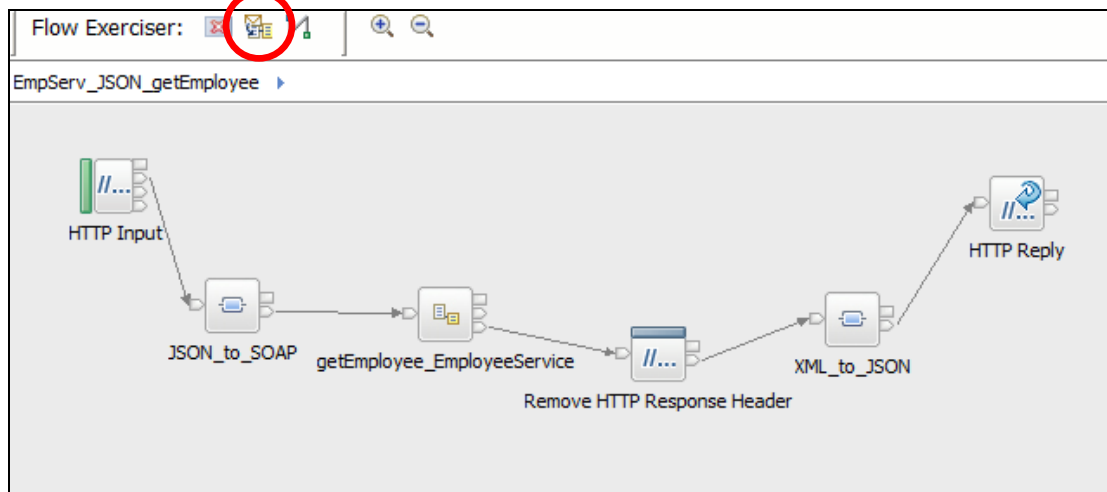 Flow Exerciser:
EmpServ_JSON_getEmployee
//...
HTTP Input
//...
HTTP Reply
JSON_to_SOAP
getEmployee_EmployeeService
//...
Remove HTTP Response Header
XML_to_JSON